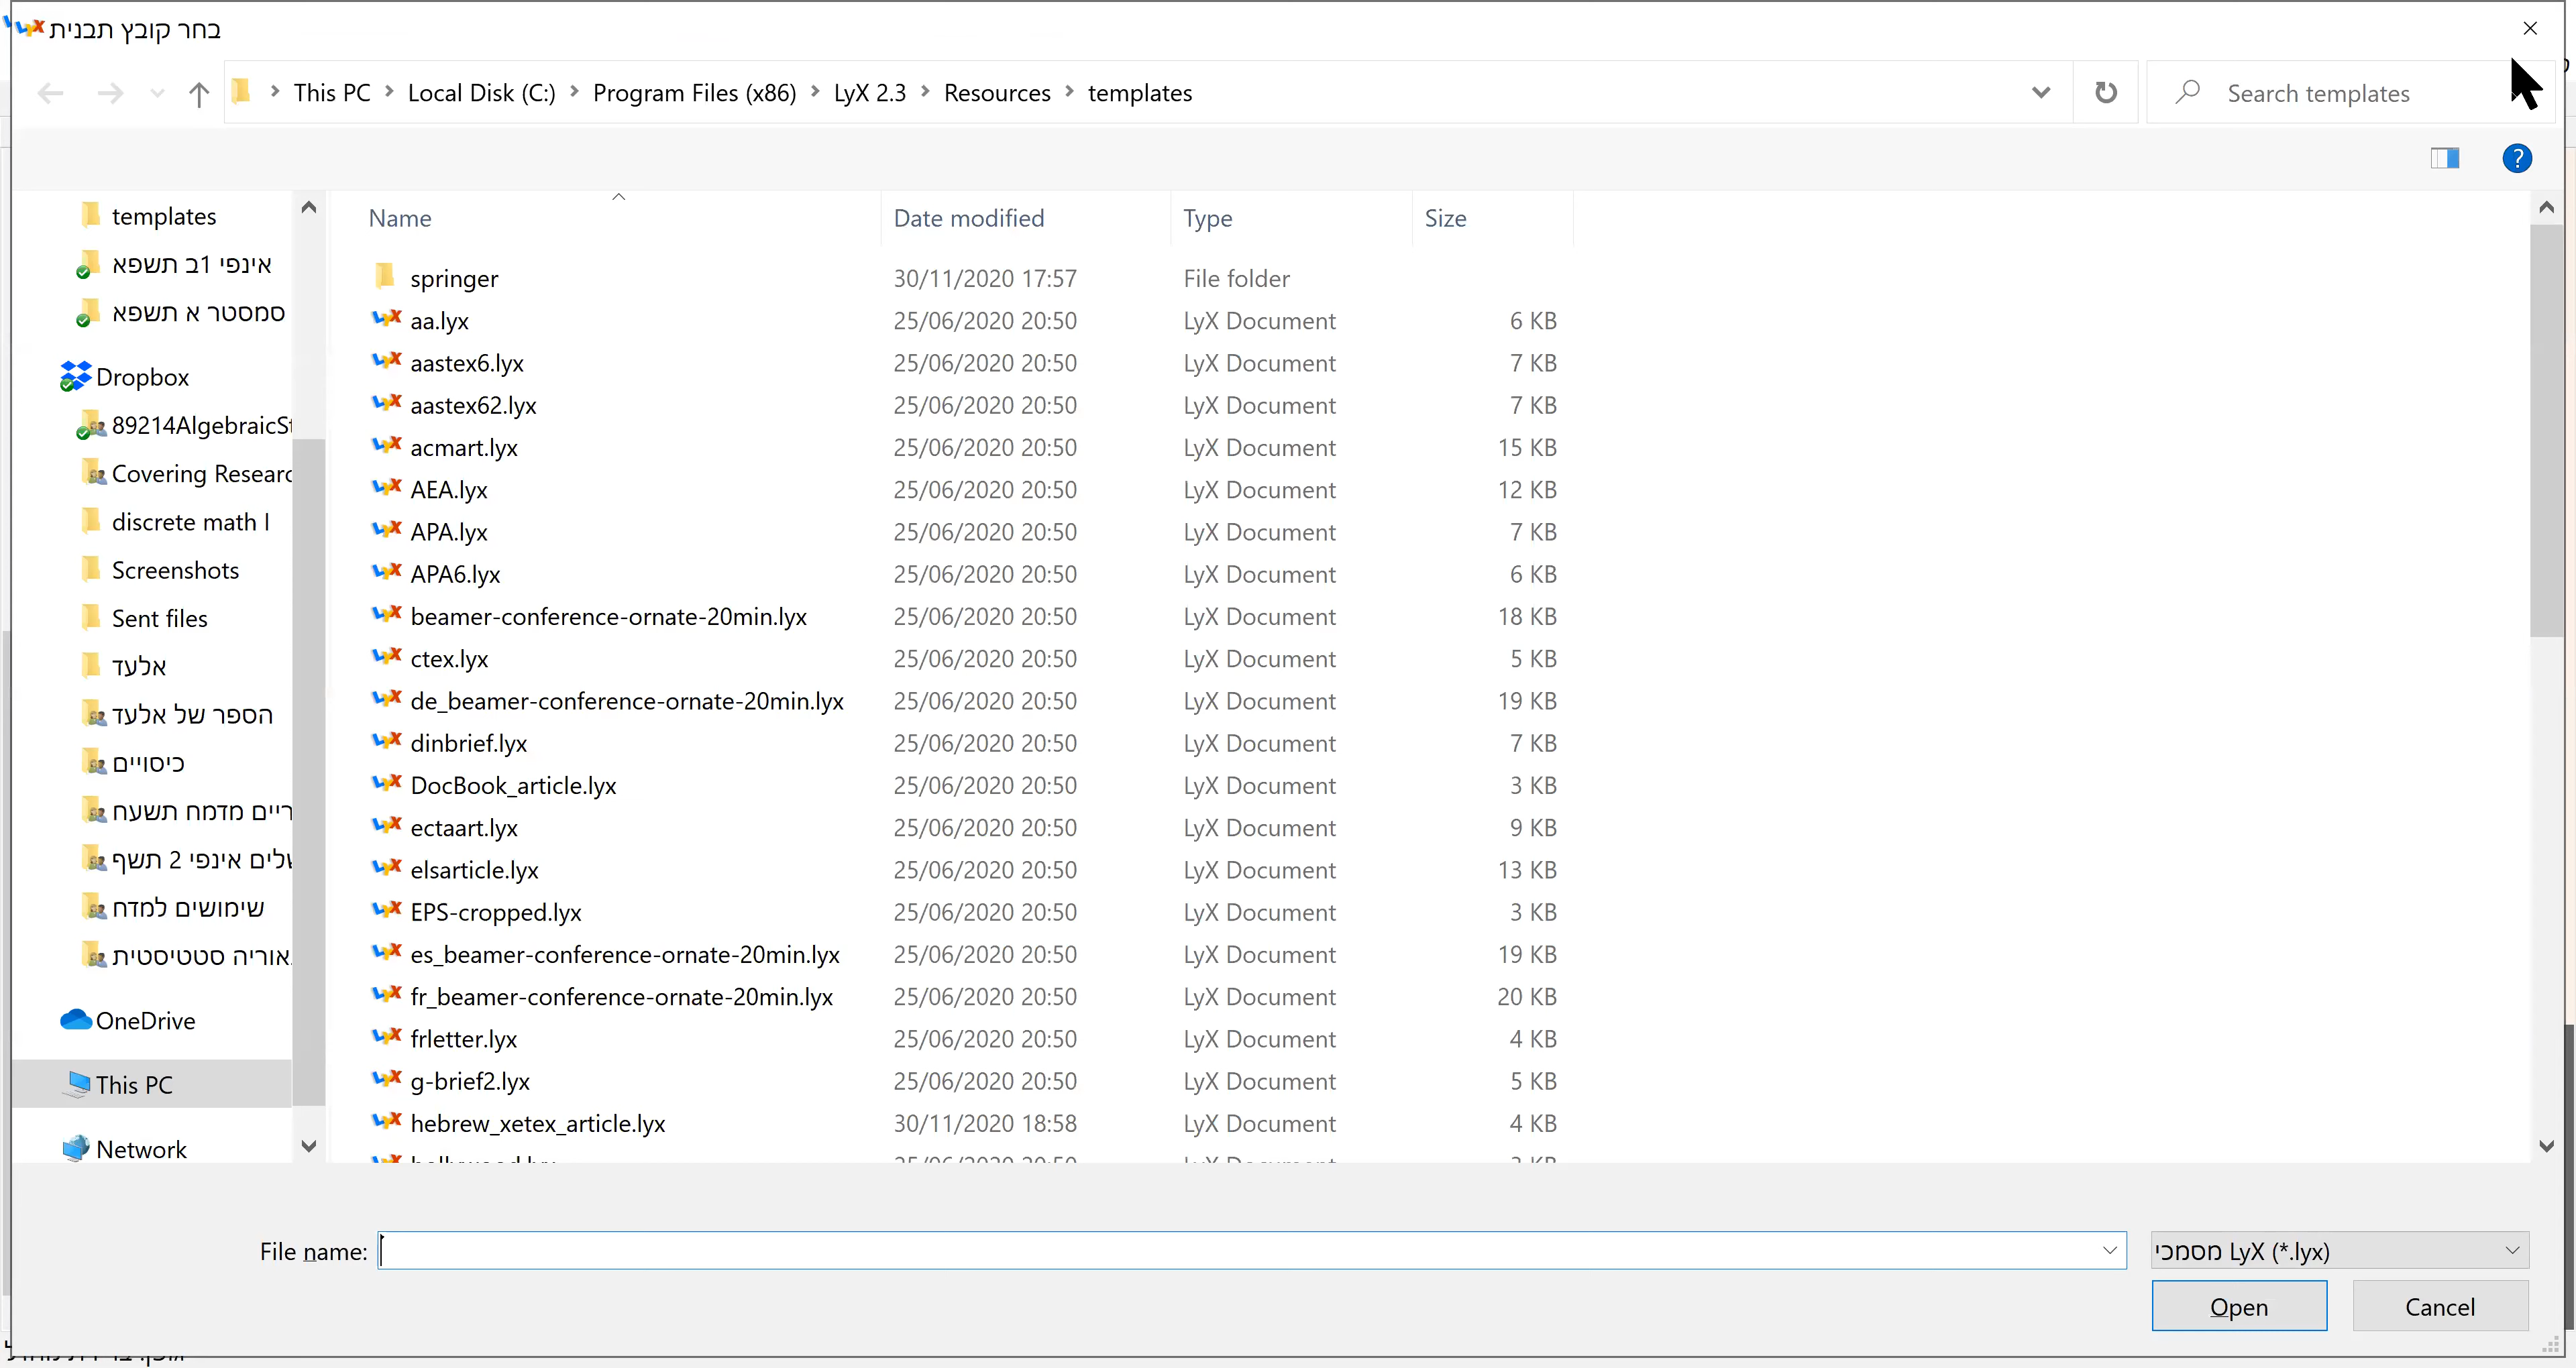 בחר קובץ תבנית
This PC > Local Disk (C:) > Program Files (x86) > LyX 2.3 > Resources > templates
Search templates
templates
אינפי 1ב תשפא
סמסטר א תשפא
Dropbox
89214AlgebraicSt
Covering Researc
discrete math I
Screenshots
Sent files
אלעד
הספר של אלעד
כיסויים
ריים מדמח תשעח
שלים אינפי 2 תשף
שימושים למדח
אוריה סטטיסטית
OneDrive
This PC
Network
Name Date modified Type Size
springer 30/11/2020 17:57 File folder
aa.lyx 25/06/2020 20:50 LyX Document 6 KB
aastex6.lyx 25/06/2020 20:50 LyX Document 7 KB
aastex62.lyx 25/06/2020 20:50 LyX Document 7 KB
acmart.lyx 25/06/2020 20:50 LyX Document 15 KB
AEA.lyx 25/06/2020 20:50 LyX Document 12 KB
APA.lyx 25/06/2020 20:50 LyX Document 7 KB
APA6.lyx 25/06/2020 20:50 LyX Document 6 KB
beamer-conference-ornate-20min.lyx 25/06/2020 20:50 LyX Document 18 KB
ctex.lyx 25/06/2020 20:50 LyX Document 5 KB
de_beamer-conference-ornate-20min.lyx 25/06/2020 20:50 LyX Document 19 KB
dinbrief.lyx 25/06/2020 20:50 LyX Document 7 KB
DocBook_article.lyx 25/06/2020 20:50 LyX Document 3 KB
ectaart.lyx 25/06/2020 20:50 LyX Document 9 KB
elsarticle.lyx 25/06/2020 20:50 LyX Document 13 KB
EPS-cropped.lyx 25/06/2020 20:50 LyX Document 3 KB
es_beamer-conference-ornate-20min.lyx 25/06/2020 20:50 LyX Document 19 KB
fr_beamer-conference-ornate-20min.lyx 25/06/2020 20:50 LyX Document 20 KB
frletter.lyx 25/06/2020 20:50 LyX Document 4 KB
g-brief2.lyx 25/06/2020 20:50 LyX Document 5 KB
hebrew_xetex_article.lyx 30/11/2020 18:58 LyX Document 4 KB
File name:
מסמכי LyX (*.lyx)
Open Cancel